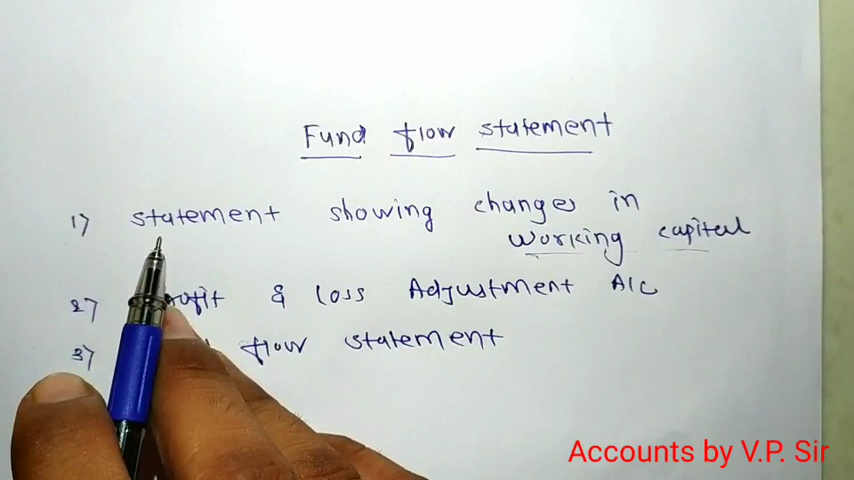 Fund flow statement
1) statement showing changes in
working capital
2) & Loss Adjustment A/C
3) flow statement
Accounts by V.P. Sir